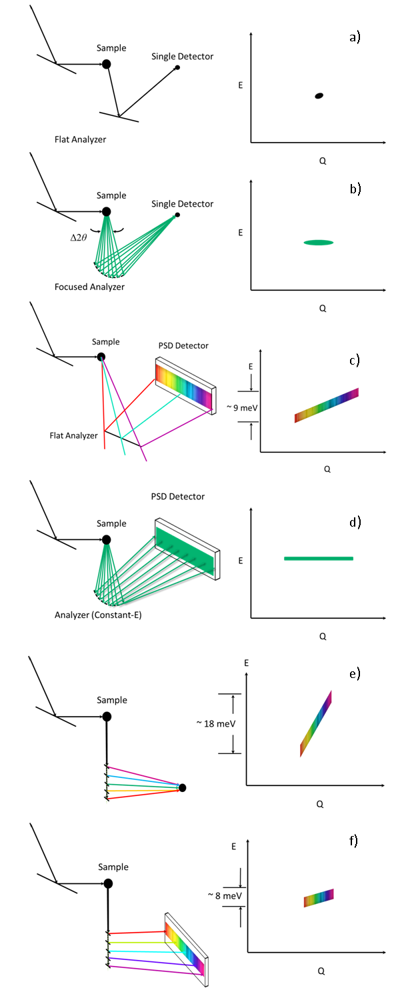 a)
Sample
Single Detector
E
Flat Analyzer
Q
b)
Sample
Single Detector
E
Δ2θ
Focused Analyzer
Q
Sample
PSD Detector
c)
E
~ 9 meV
Flat Analyzer
Q
PSD Detector
d)
Sample
E
Analyzer (Constant-E)
Q
E
e)
Sample
~ 18 meV
Q
f)
E
Sample
~ 8 meV
Q